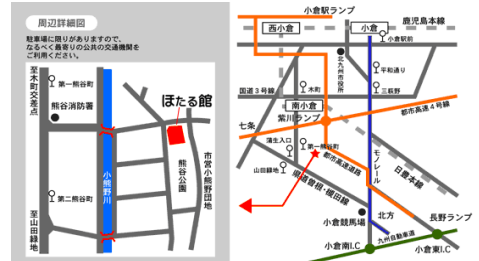 周辺詳細図
駐車場に限りがありますので、
なるべく最寄りの公共の交通機関を
ご利用ください。
至木町交差点
第一熊谷町
熊谷消防署
ほたる館
小熊野川
熊谷公園
市営小熊野団地
第二熊谷町
至山田緑地
小倉駅ランプ
西小倉
小倉
鹿児島本線
小倉駅前
北九州市役所
平和通り
木町
三萩野
国道3号線
南小倉
紫川ランプ
都市高速4号線
七条
蒲生入口
第一熊谷町
都市高速道路
山田緑地
県道曽根・横田線
モノレール
日豊本線
小倉競馬場
北方
長野ランプ
九州自動車道
小倉南I.C
小倉東I.C